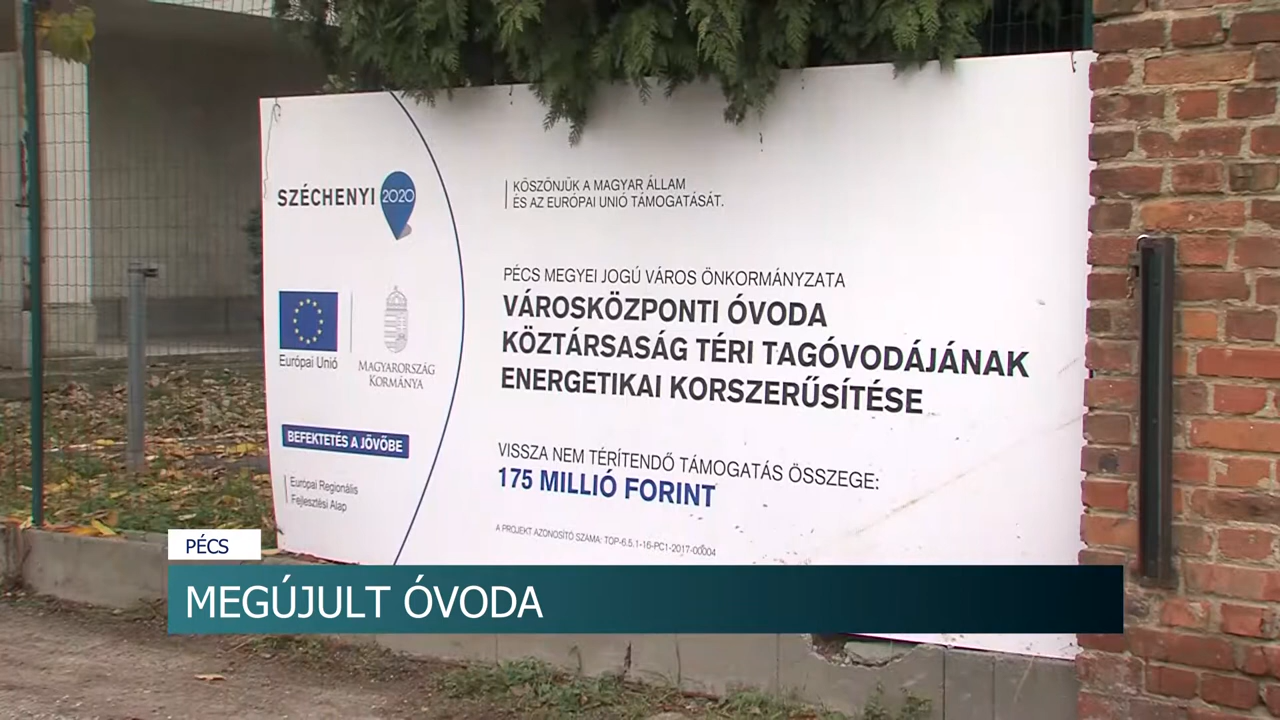 SZÉCHENYI 2020
Európai Unió
MAGYARORSZÁG
KORMÁNYA
BEFEKTETÉS A JÖVŐBE
Európai Regionális
Fejlesztési Alap
KÖSZÖNJÜK A MAGYAR ÁLLAM
ÉS AZ EURÓPAI UNIÓ TÁMOGATÁSÁT.
PÉCS MEGYEI JOGÚ VÁROS ÖNKORMÁNYZATA
VÁROSKÖZPONTI ÓVODA
KÖZTÁRSASÁG TÉRI TAGÓVODÁJÁNAK
ENERGETIKAI KORSZERŰSÍTÉSE
VISSZA NEM TÉRÍTENDŐ TÁMOGATÁS ÖSSZEGE:
175 MILLIÓ FORINT
A PROJEKT AZONOSÍTÓ SZÁMA: TOP-6.5.1-16-PC1-2017-00004
PÉCS
MEGÚJULT ÓVODA